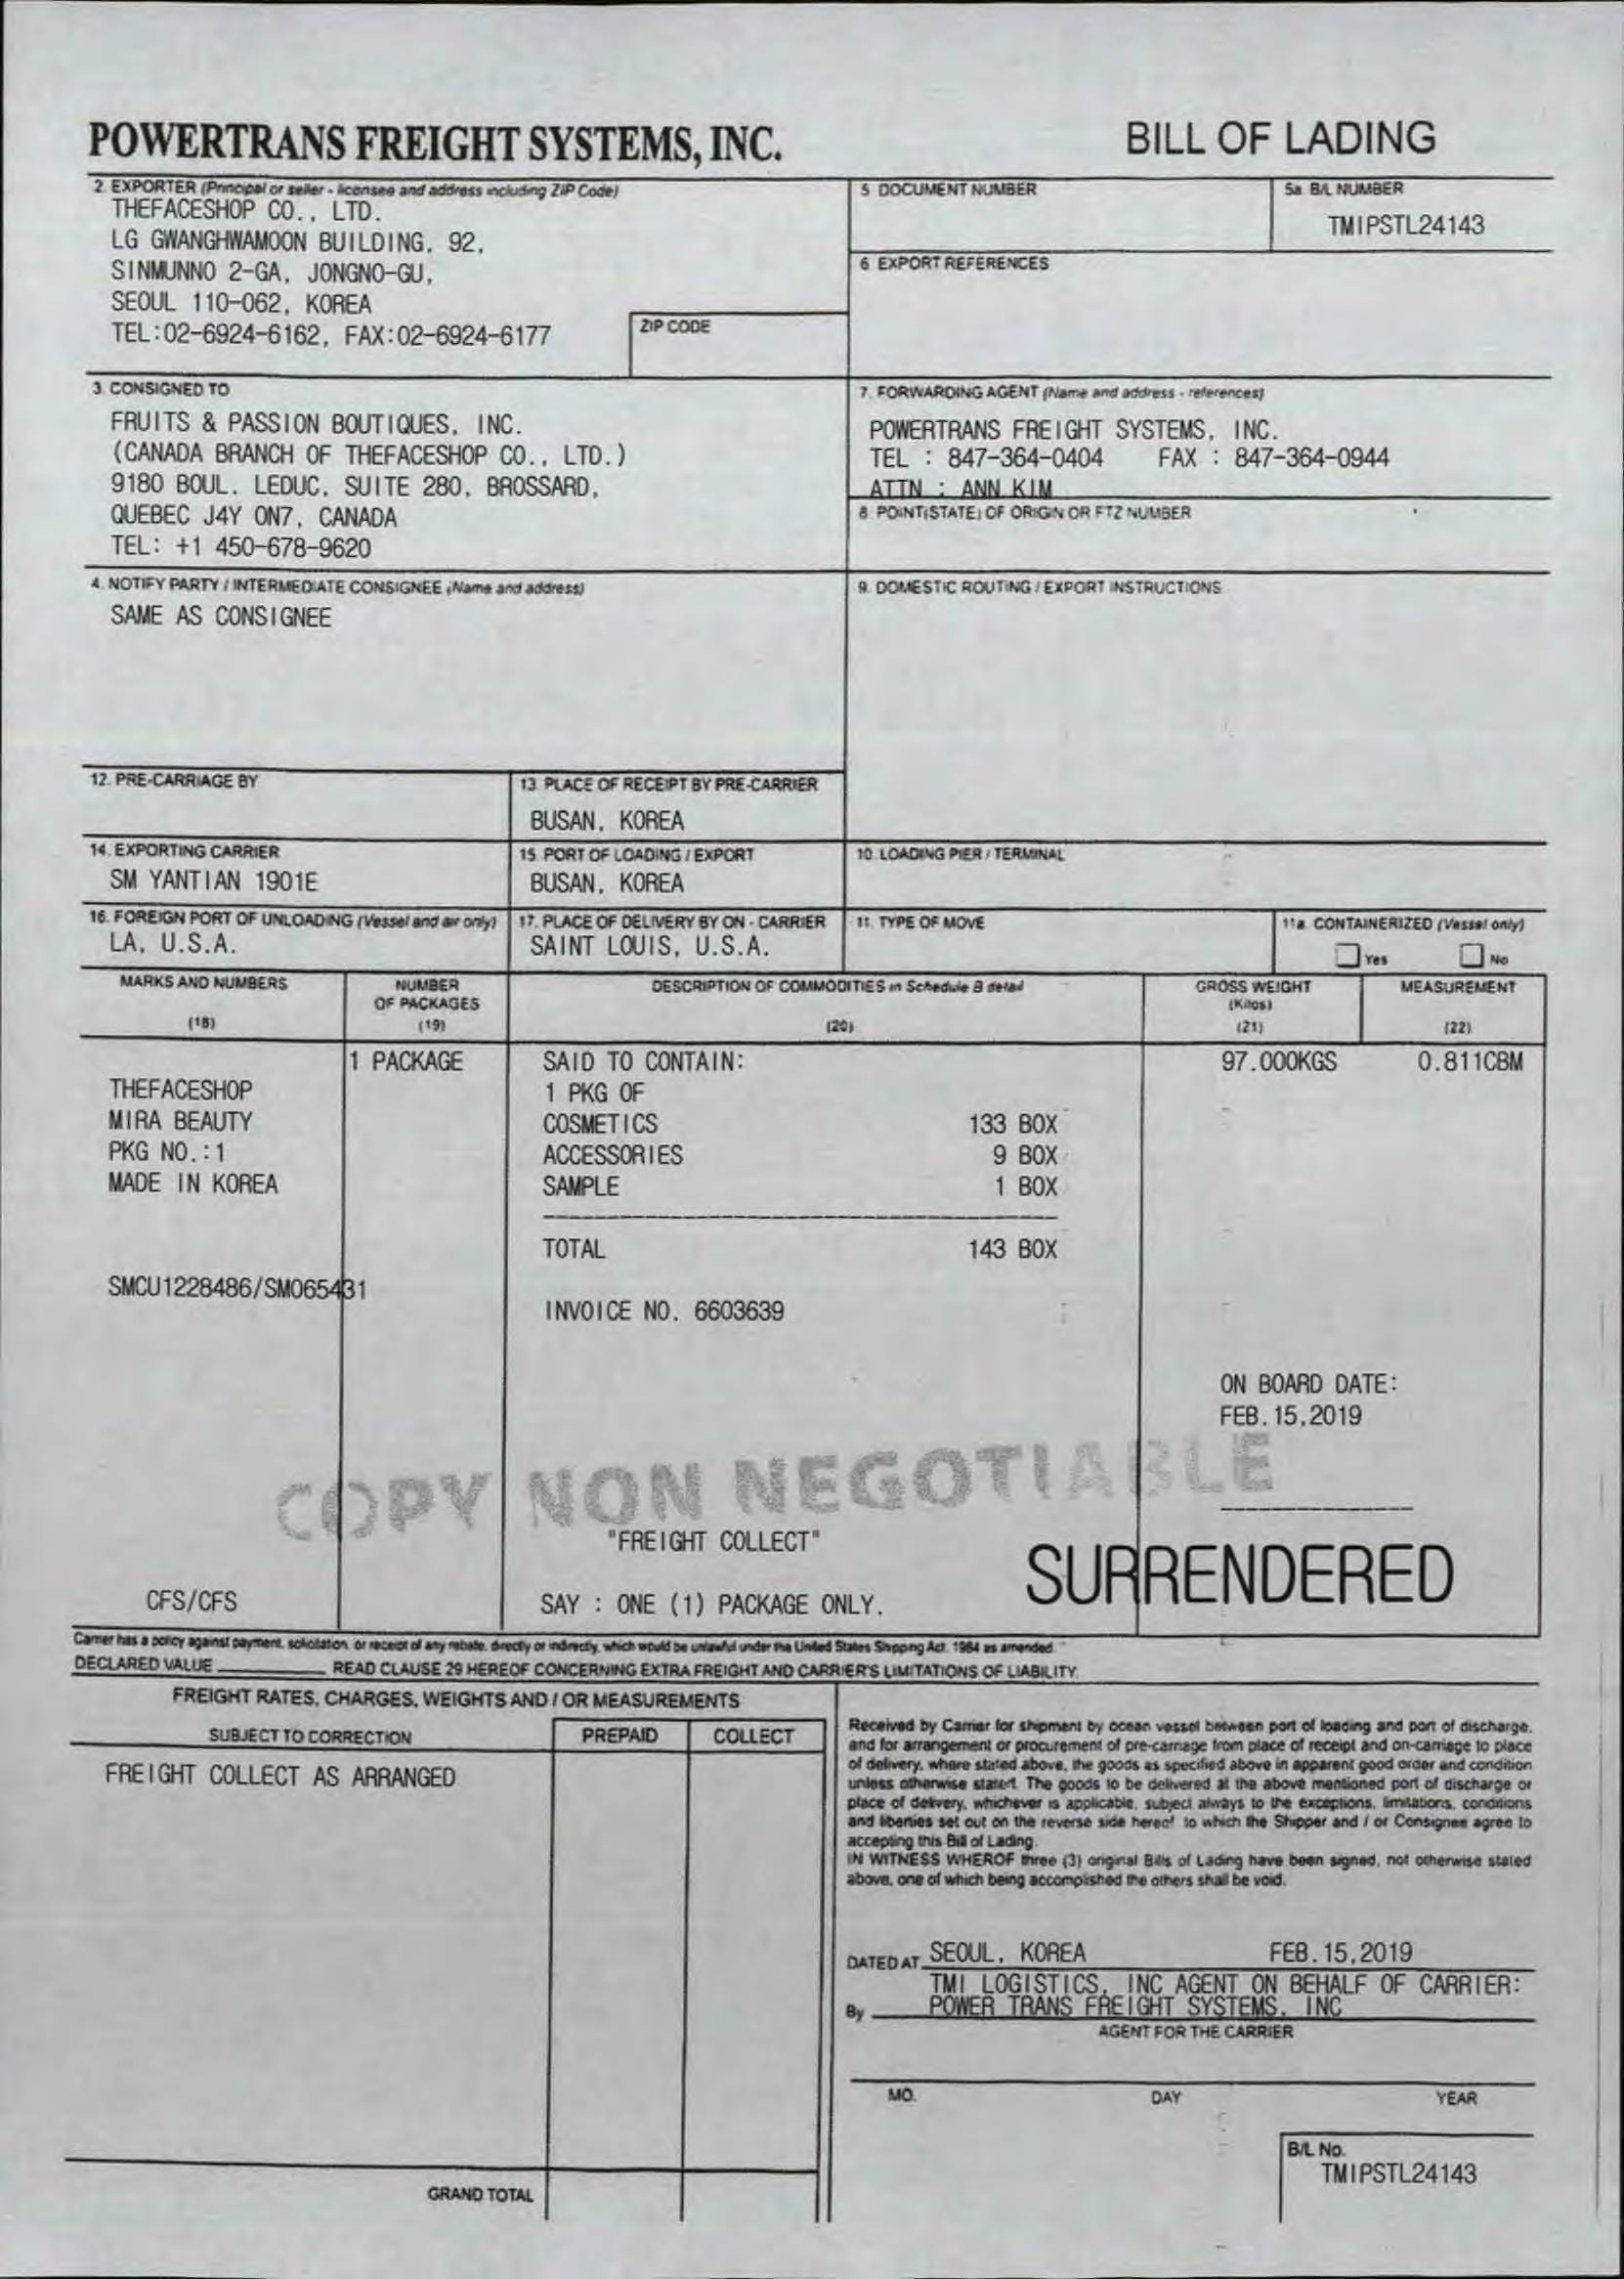 POWERTRANS FREIGHT SYSTEMS, INC.
BILL OF LADING
2. EXPORTER (Principal or seller - licensee and address including ZIP Code)
THEFACESHOP CO., LTD.
LG GWANGHWAMOON BUILDING, 92,
SINMUNNO 2-GA, JONGNO-GU,
SEOUL 110-062, KOREA
TEL:02-6924-6162, FAX:02-6924-6177
ZIP CODE
5. DOCUMENT NUMBER
5a. B/L NUMBER
TMIPSTL24143
6. EXPORT REFERENCES
3. CONSIGNED TO
FRUITS & PASSION BOUTIQUES, INC.
(CANADA BRANCH OF THEFACESHOP CO., LTD.)
9180 BOUL. LEDUC, SUITE 280, BROSSARD,
QUEBEC J4Y 0N7, CANADA
TEL: +1 450-678-9620
7. FORWARDING AGENT (Name and address - references)
POWERTRANS FREIGHT SYSTEMS, INC.
TEL : 847-364-0404 FAX : 847-364-0944
ATTN : ANN KIM
8. POINT(STATE) OF ORIGIN OR FTZ NUMBER
4. NOTIFY PARTY / INTERMEDIATE CONSIGNEE (Name and address)
SAME AS CONSIGNEE
9. DOMESTIC ROUTING / EXPORT INSTRUCTIONS
12. PRE-CARRIAGE BY
13. PLACE OF RECEIPT BY PRE-CARRIER
BUSAN, KOREA
14. EXPORTING CARRIER
SM YANTIAN 1901E
15. PORT OF LOADING / EXPORT
BUSAN, KOREA
10. LOADING PIER / TERMINAL
16. FOREIGN PORT OF UNLOADING (Vessel and air only)
LA, U.S.A.
17. PLACE OF DELIVERY BY ON - CARRIER
SAINT LOUIS, U.S.A.
11. TYPE OF MOVE
11a. CONTAINERIZED (Vessel only)
Yes No
MARKS AND NUMBERS
(18)
NUMBER
OF PACKAGES
(19)
DESCRIPTION OF COMMODITIES in Schedule B detail
(20)
GROSS WEIGHT
(Kilos)
(21)
MEASUREMENT
(22)
1 PACKAGE SAID TO CONTAIN: 97.000KGS 0.811CBM
THEFACESHOP 1 PKG OF
MIRA BEAUTY COSMETICS 133 BOX
PKG NO.:1 ACCESSORIES 9 BOX
MADE IN KOREA SAMPLE 1 BOX
TOTAL 143 BOX
SMCU1228486/SM065431
INVOICE NO. 6603639
ON BOARD DATE:
FEB.15,2019
COPY NON NEGOTIABLE
"FREIGHT COLLECT"
SURRENDERED
CFS/CFS SAY : ONE (1) PACKAGE ONLY.
Carrier has a policy against payment, solicitation, or receipt of any rebate, directly or indirectly, which would be unlawful under the United States Shipping Act, 1984 as amended.
DECLARED VALUE READ CLAUSE 29 HEREOF CONCERNING EXTRA FREIGHT AND CARRIER'S LIMITATIONS OF LIABILITY.
FREIGHT RATES, CHARGES, WEIGHTS AND / OR MEASUREMENTS
SUBJECT TO CORRECTION PREPAID COLLECT
FREIGHT COLLECT AS ARRANGED
GRAND TOTAL
Received by Carrier for shipment by ocean vessel between port of loading and port of discharge,
and for arrangement or procurement of pre-carriage from place of receipt and on-carriage to place
of delivery, where stated above, the goods as specified above in apparent good order and condition
unless otherwise stated. The goods to be delivered at the above mentioned port of discharge or
place of delivery, whichever is applicable, subject always to the exceptions, limitations, conditions
and liberties set out on the reverse side hereof, to which the Shipper and / or Consignee agree to
accepting this Bill of Lading.
IN WITNESS WHEROF three (3) original Bills of Lading have been signed, not otherwise stated
above, one of which being accomplished the others shall be void.
DATED AT SEOUL, KOREA FEB.15,2019
TMI LOGISTICS, INC AGENT ON BEHALF OF CARRIER:
By POWER TRANS FREIGHT SYSTEMS, INC
AGENT FOR THE CARRIER
MO. DAY YEAR
B/L No.
TMIPSTL24143